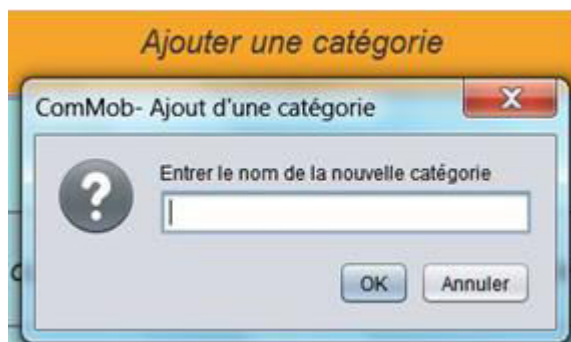 Ajouter une catégorie
ComMob- Ajout d'une catégorie
Entrer le nom de la nouvelle catégorie
OK
Annuler